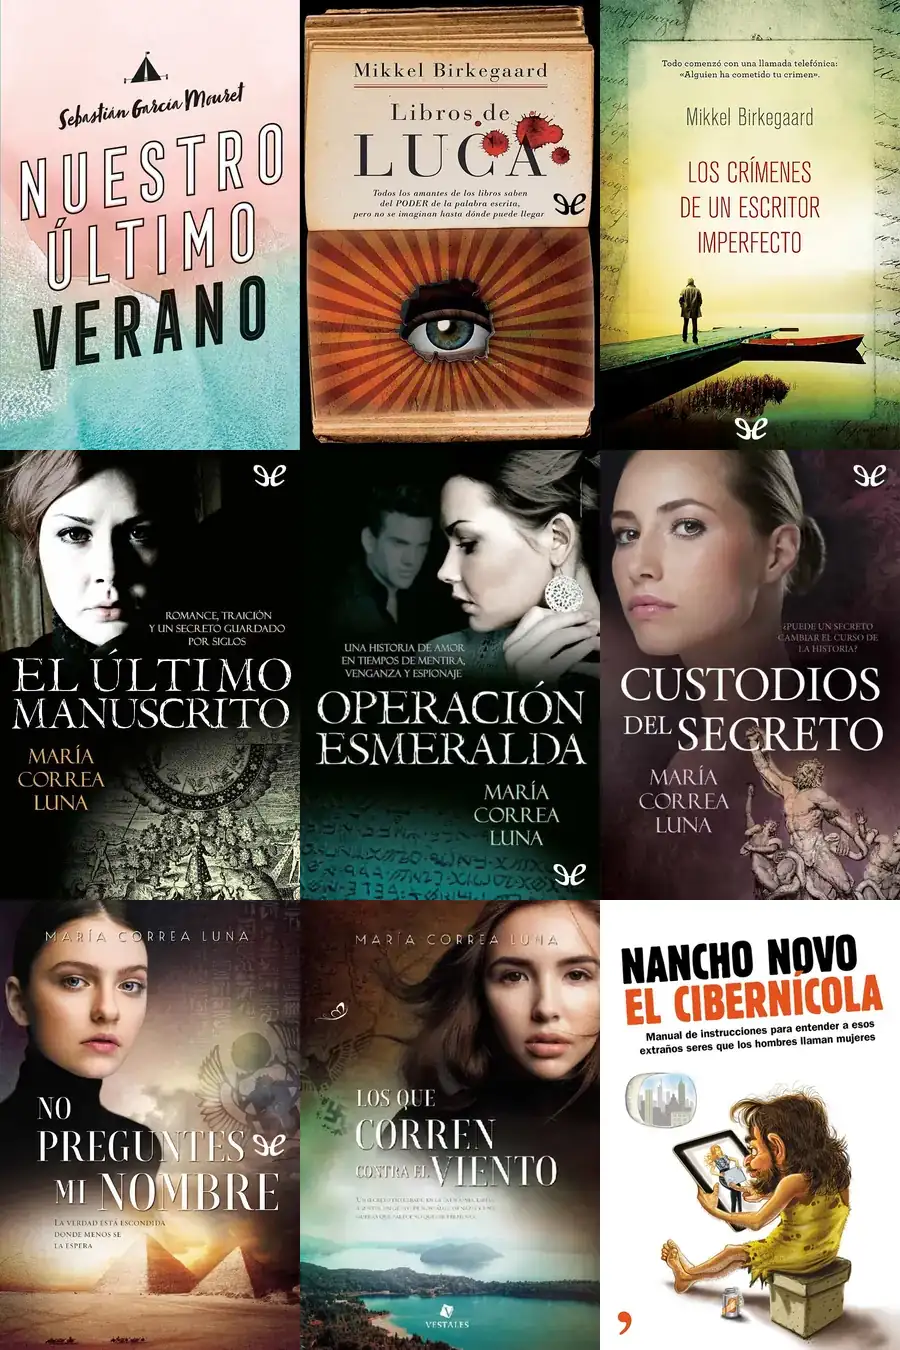 Sebastián García Mouret
NUESTRO
ÚLTIMO
VERANO
Mikkel Birkegaard
Libros de
LUCA
Todos los amantes de los libros saben
del PODER de la palabra escrita,
pero no se imaginan hasta dónde puede llegar
Todo comenzó con una llamada telefónica:
«Alguien ha cometido tu crimen».
Mikkel Birkegaard
LOS CRÍMENES
DE UN ESCRITOR
IMPERFECTO
ROMANCE, TRAICIÓN
Y UN SECRETO GUARDADO
POR SIGLOS
EL ÚLTIMO
MANUSCRITO
MARÍA
CORREA
LUNA
UNA HISTORIA DE AMOR
EN TIEMPOS DE MENTIRA,
VENGANZA Y ESPIONAJE
OPERACIÓN
ESMERALDA
MARÍA
CORREA
LUNA
¿PUEDE UN SECRETO
CAMBIAR EL CURSO DE
LA HISTORIA?
CUSTODIOS
DEL SECRETO
MARÍA
CORREA
LUNA
MARÍA CORREA LUNA
NO
PREGUNTES
MI NOMBRE
LA VERDAD ESTÁ ESCONDIDA
DONDE MENOS SE
LA ESPERA
MARÍA CORREA LUNA
LOS QUE
CORREN
CONTRA EL VIENTO
VESTALES
NANCHO NOVO
EL CIBERNÍCOLA
Manual de instrucciones para entender a esos
extraños seres que los hombres llaman mujeres